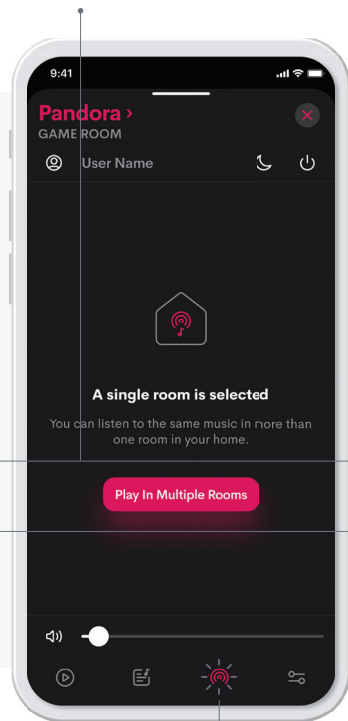 9:41
Pandora ›
GAME ROOM
User Name
A single room is selected
You can listen to the same music in more than
one room in your home.
Play In Multiple Rooms